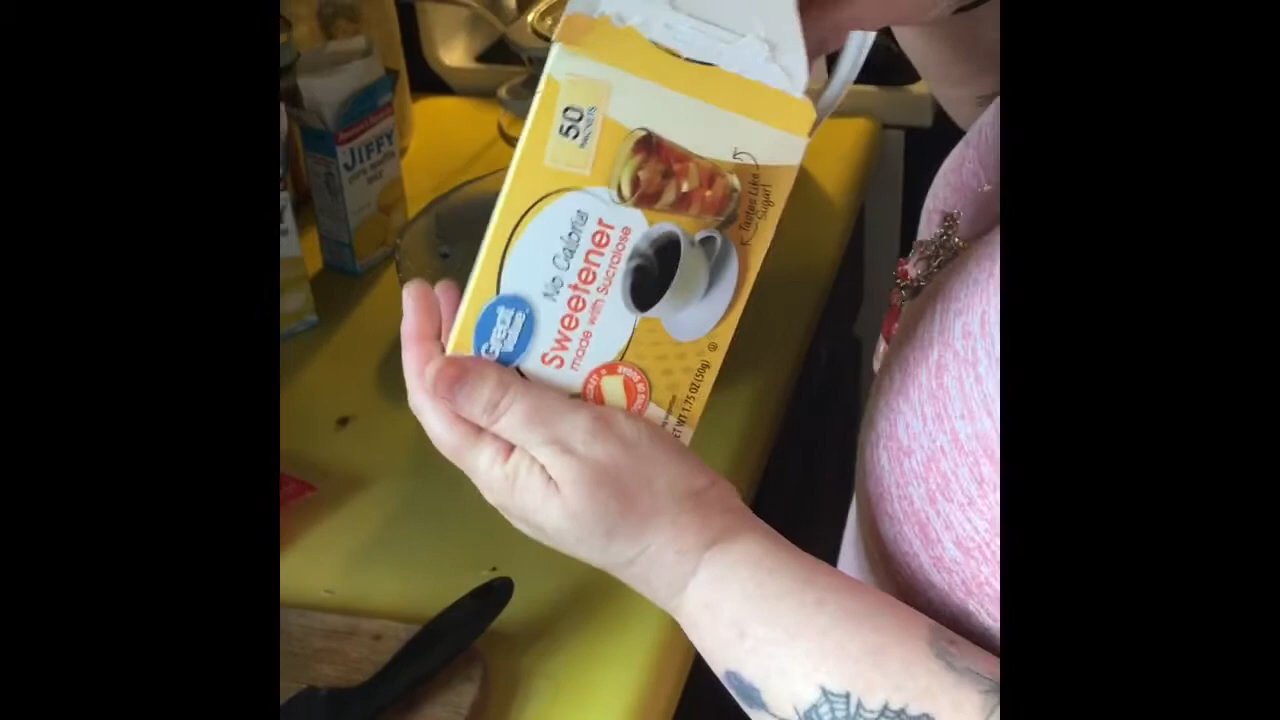 JIFFY
50
PACKETS
Tastes Like
Sugar!
No Calorie
Sweetener
made with Sucralose
Great
Value
NET WT 1.75 OZ (50g)